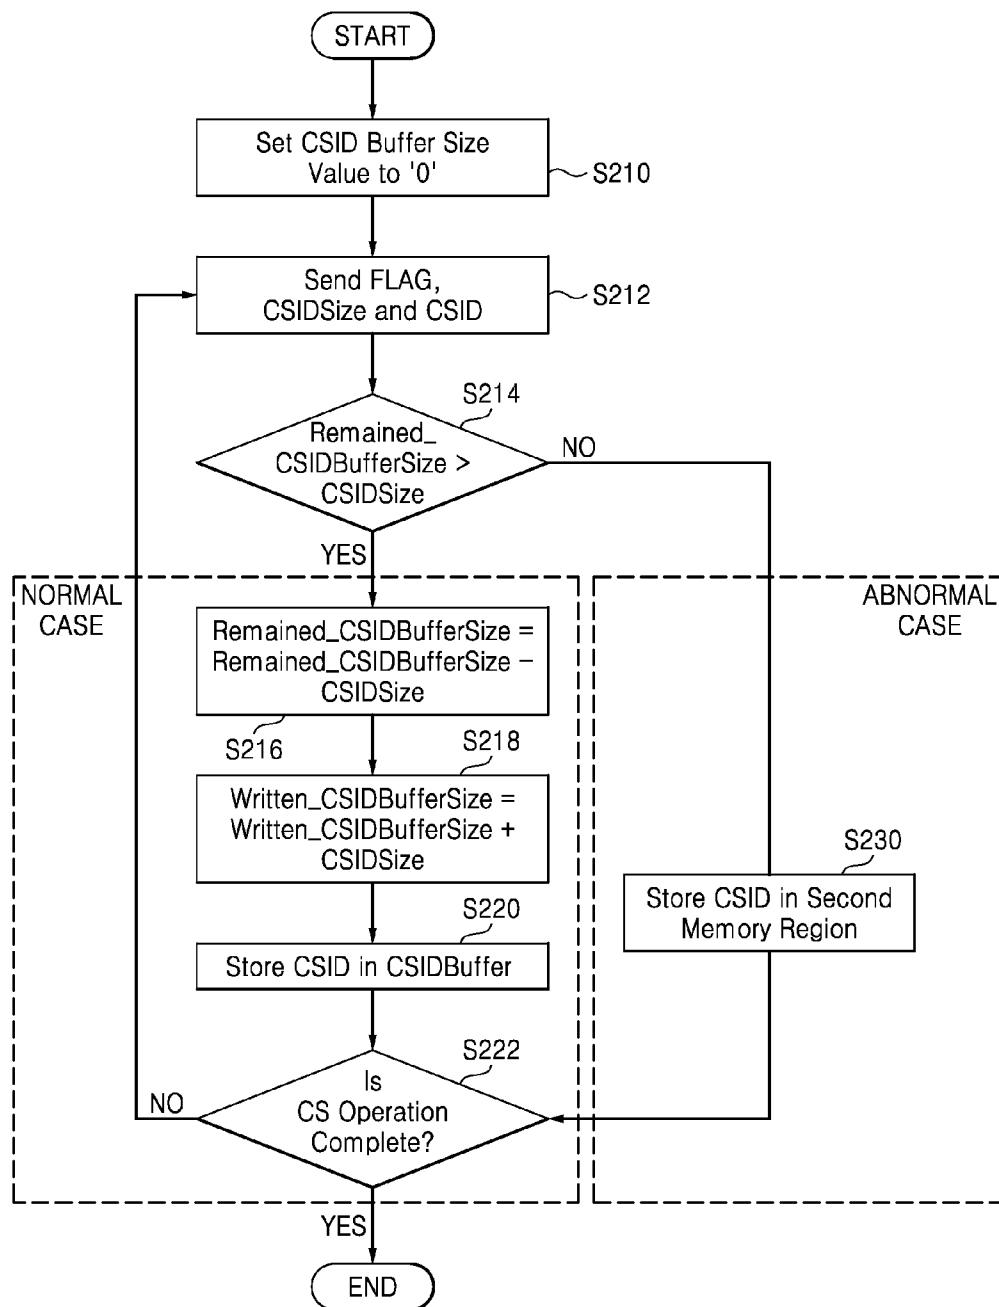 START
Set CSID Buffer Size
Value to '0'
S210
Send FLAG,
CSIDSize and CSID
S212
S214
Remained_
CSIDBufferSize >
CSIDSize
NO
YES
NORMAL
CASE
ABNORMAL
CASE
Remained_CSIDBufferSize =
Remained_CSIDBufferSize –
CSIDSize
S216
S218
Written_CSIDBufferSize =
Written_CSIDBufferSize +
CSIDSize
S230
Store CSID in Second
Memory Region
S220
Store CSID in CSIDBuffer
S222
Is
CS Operation
Complete?
NO
YES
END